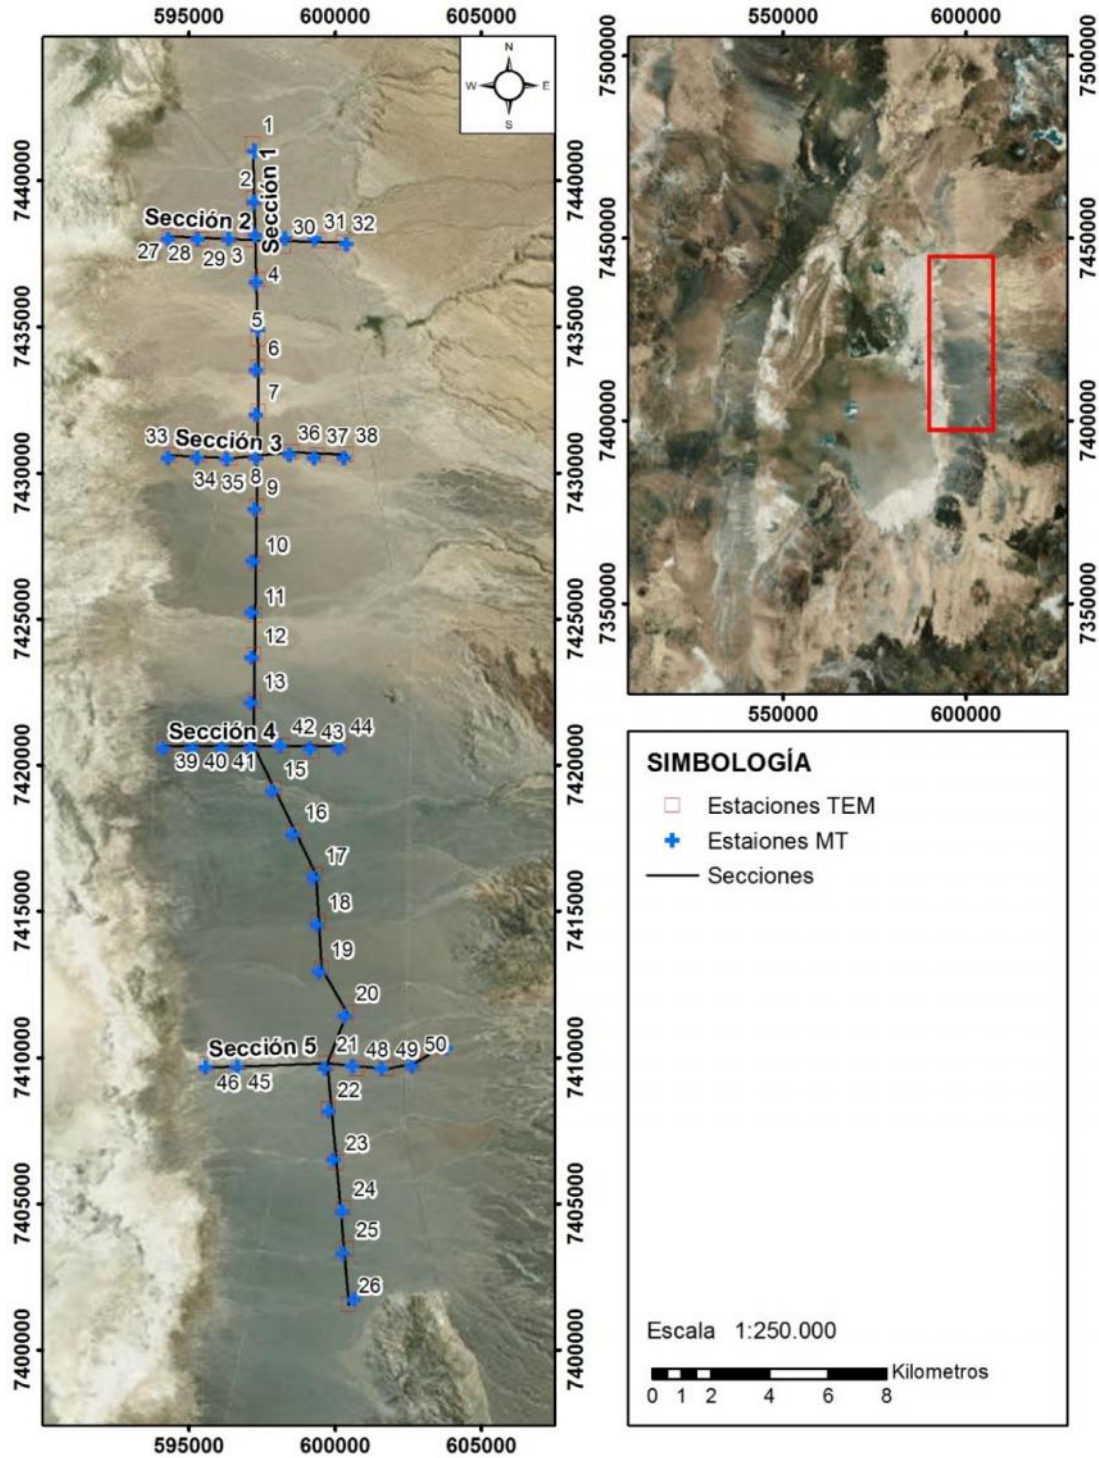 595000 600000 605000
550000 600000
N
W E
S
7440000
7435000
7430000
7425000
7420000
7415000
7410000
7405000
7400000
1
2
Sección 1
Sección 2
27 28 29 3 30 31 32
4
5
6
7
33 Sección 3 36 37 38
34 35 8 9
10
11
12
13
Sección 4 42 43 44
39 40 41 15
16
17
18
19
20
Sección 5 21 48 49 50
46 45 22
23
24
25
26
7440000
7435000
7430000
7425000
7420000
7415000
7410000
7405000
7400000
595000 600000 605000
7500000 7500000
7450000 7450000
7400000 7400000
7350000 7350000
550000 600000
SIMBOLOGÍA
Estaciones TEM
Estaiones MT
Secciones
Escala 1:250.000
Kilometros
0 1 2 4 6 8